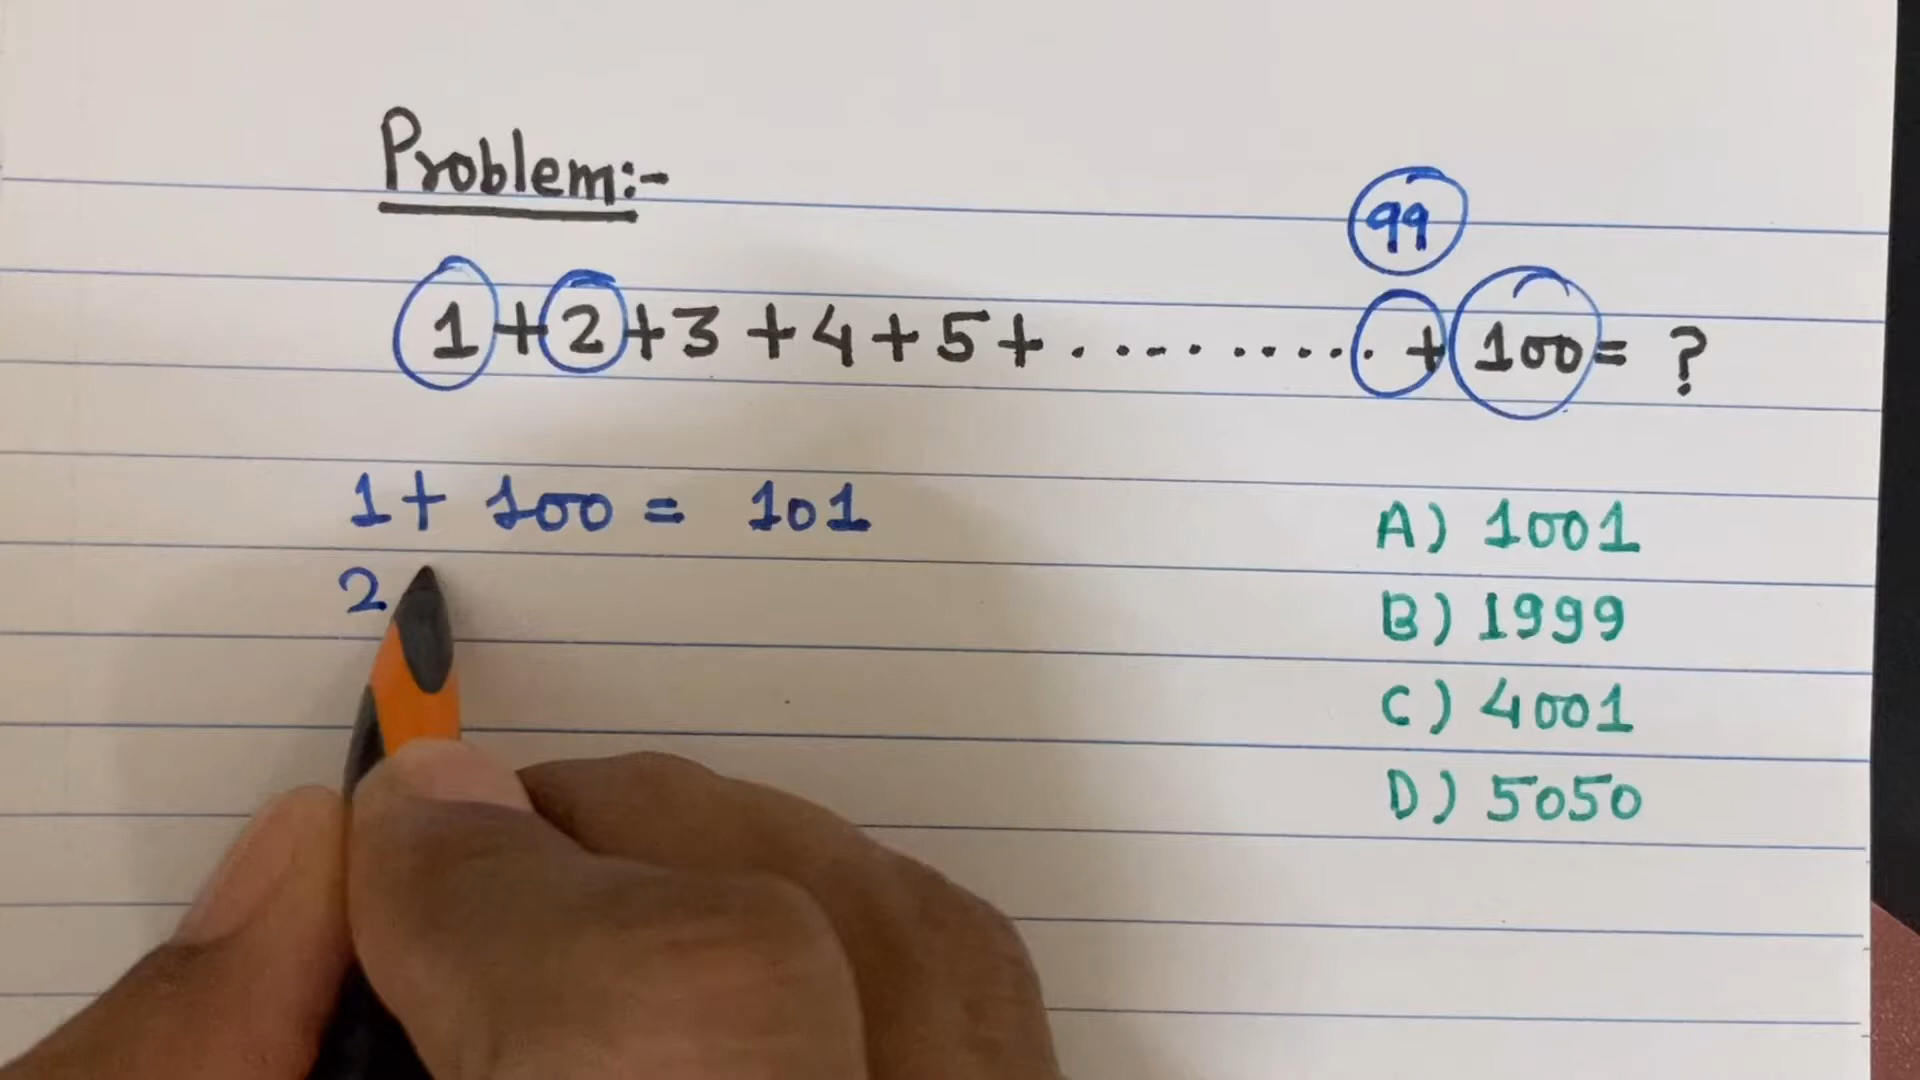 Problem:-
99
1+2+3+4+5+.............+100= ?
1+ 100 = 101
2
A) 1001
B) 1999
C) 4001
D) 5050